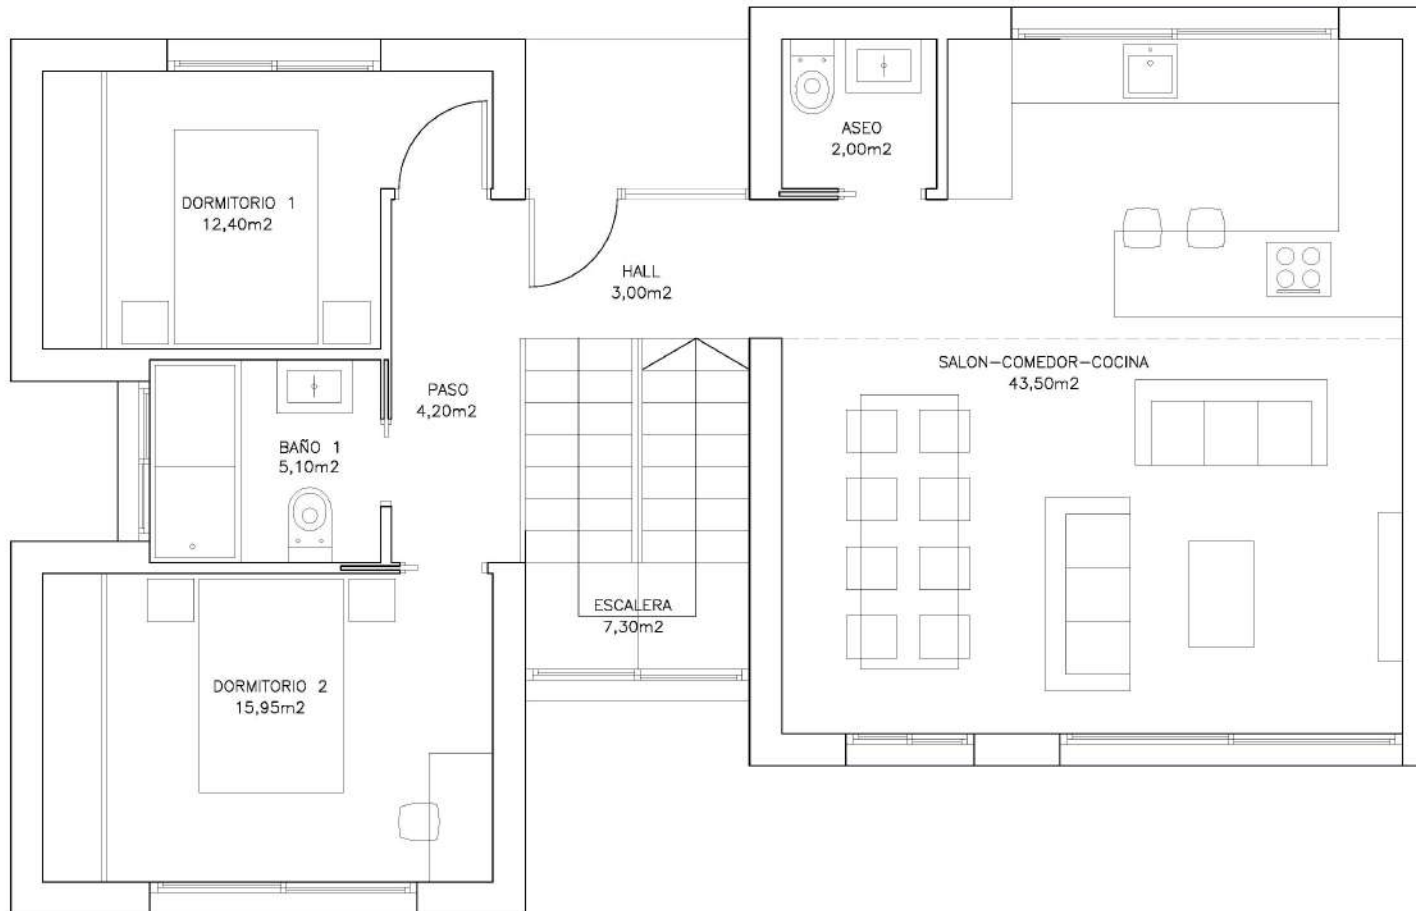 ASEO
2,00m2
DORMITORIO 1
12,40m2
HALL
3,00m2
SALON-COMEDOR-COCINA
43,50m2
PASO
4,20m2
BAÑO 1
5,10m2
ESCALERA
7,30m2
DORMITORIO 2
15,95m2